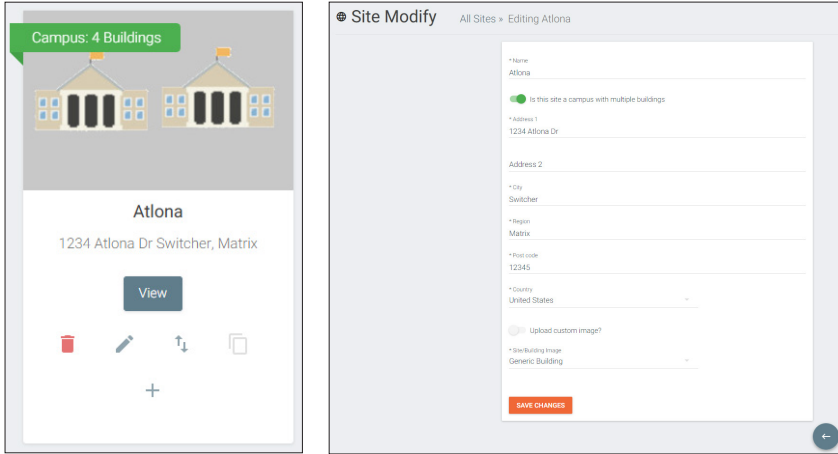 Campus: 4 Buildings
Atlona
1234 Atlona Dr Switcher, Matrix
View
Site Modify All Sites » Editing Atlona
* Name
Atlona
Is this site a campus with multiple buildings
* Address 1
1234 Atlona Dr
Address 2
* City
Switcher
* Region
Matrix
* Post code
12345
* Country
United States
Upload custom image?
* Site/Building Image
Generic Building
SAVE CHANGES